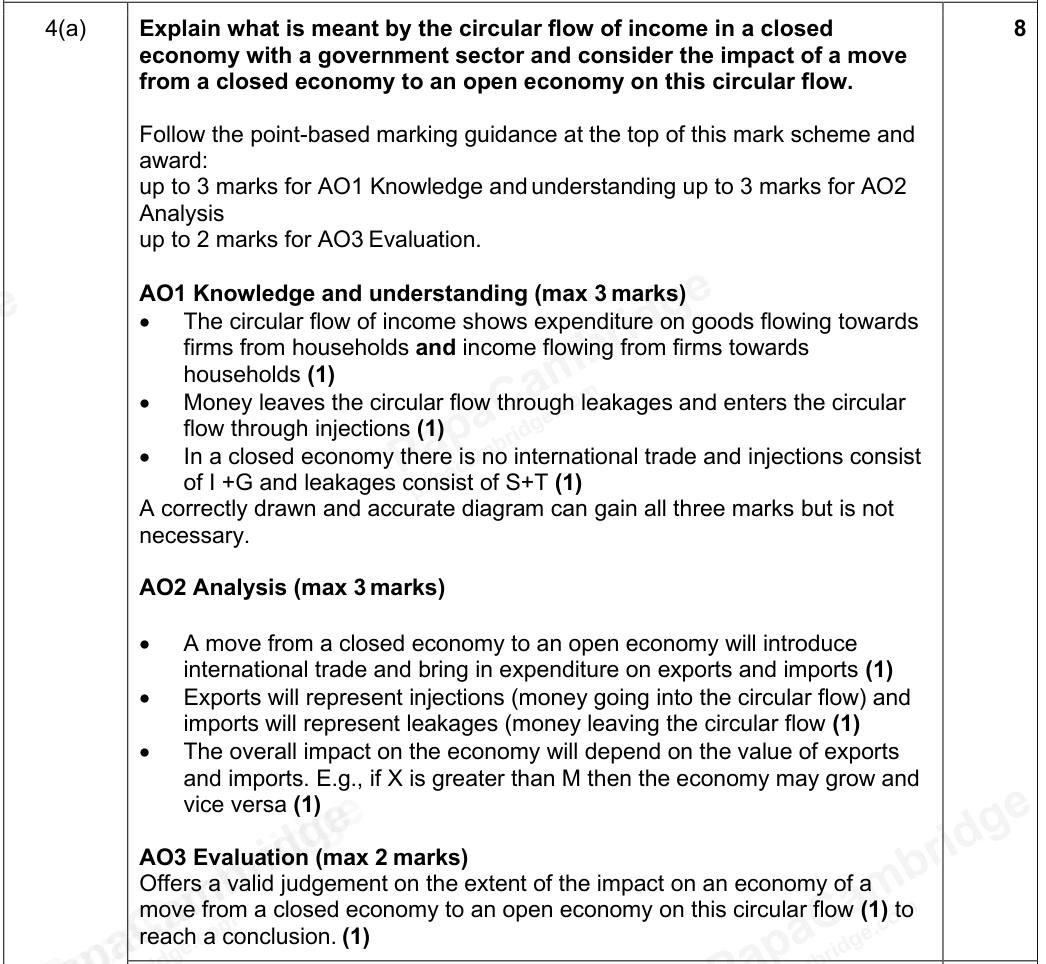 4(a)
Explain what is meant by the circular flow of income in a closed
economy with a government sector and consider the impact of a move
from a closed economy to an open economy on this circular flow.
8
Follow the point-based marking guidance at the top of this mark scheme and
award:
up to 3 marks for AO1 Knowledge and understanding up to 3 marks for AO2
Analysis
up to 2 marks for AO3 Evaluation.
AO1 Knowledge and understanding (max 3 marks)
• The circular flow of income shows expenditure on goods flowing towards
firms from households and income flowing from firms towards
households (1)
• Money leaves the circular flow through leakages and enters the circular
flow through injections (1)
• In a closed economy there is no international trade and injections consist
of I +G and leakages consist of S+T (1)
A correctly drawn and accurate diagram can gain all three marks but is not
necessary.
AO2 Analysis (max 3 marks)
• A move from a closed economy to an open economy will introduce
international trade and bring in expenditure on exports and imports (1)
• Exports will represent injections (money going into the circular flow) and
imports will represent leakages (money leaving the circular flow (1)
• The overall impact on the economy will depend on the value of exports
and imports. E.g., if X is greater than M then the economy may grow and
vice versa (1)
AO3 Evaluation (max 2 marks)
Offers a valid judgement on the extent of the impact on an economy of a
move from a closed economy to an open economy on this circular flow (1) to
reach a conclusion. (1)